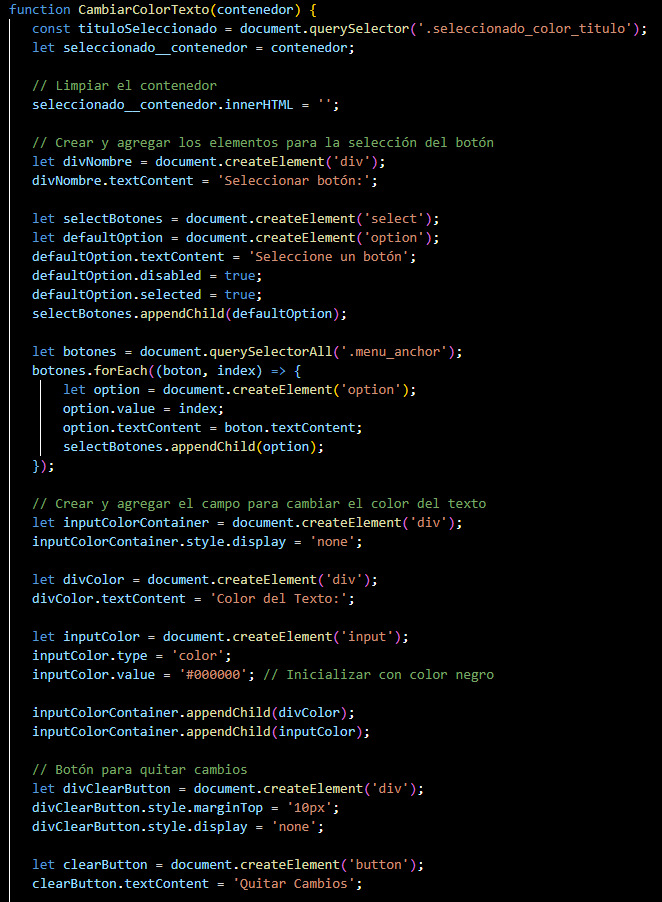 function CambiarColorTexto(contenedor) {
    const tituloSeleccionado = document.querySelector('.seleccionado_color_titulo');
    let seleccionado__contenedor = contenedor;

    // Limpiar el contenedor
    seleccionado__contenedor.innerHTML = '';

    // Crear y agregar los elementos para la selección del botón
    let divNombre = document.createElement('div');
    divNombre.textContent = 'Seleccionar botón:';

    let selectBotones = document.createElement('select');
    let defaultOption = document.createElement('option');
    defaultOption.textContent = 'Seleccione un botón';
    defaultOption.disabled = true;
    defaultOption.selected = true;
    selectBotones.appendChild(defaultOption);

    let botones = document.querySelectorAll('.menu_anchor');
    botones.forEach((boton, index) => {
        let option = document.createElement('option');
        option.value = index;
        option.textContent = boton.textContent;
        selectBotones.appendChild(option);
    });

    // Crear y agregar el campo para cambiar el color del texto
    let inputColorContainer = document.createElement('div');
    inputColorContainer.style.display = 'none';

    let divColor = document.createElement('div');
    divColor.textContent = 'Color del Texto:';

    let inputColor = document.createElement('input');
    inputColor.type = 'color';
    inputColor.value = '#000000'; // Inicializar con color negro

    inputColorContainer.appendChild(divColor);
    inputColorContainer.appendChild(inputColor);

    // Botón para quitar cambios
    let divClearButton = document.createElement('div');
    divClearButton.style.marginTop = '10px';
    divClearButton.style.display = 'none';

    let clearButton = document.createElement('button');
    clearButton.textContent = 'Quitar Cambios';